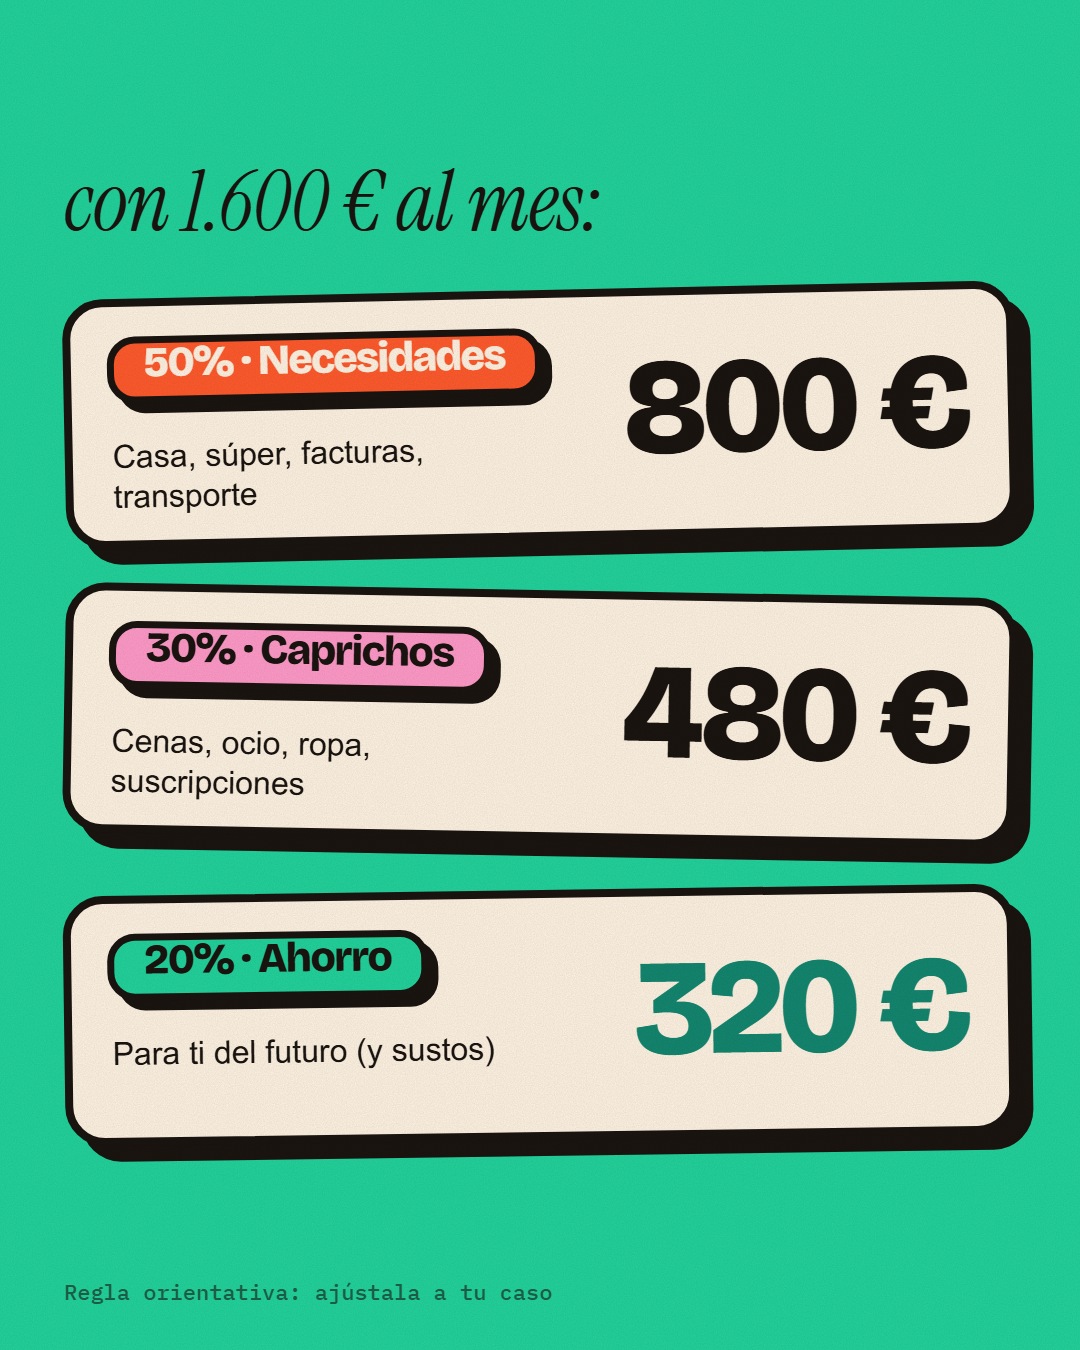 con 1.600 € al mes:
50% · Necesidades
800 €
Casa, súper, facturas,
transporte
30% · Caprichos
480 €
Cenas, ocio, ropa,
suscripciones
20% · Ahorro
320 €
Para ti del futuro (y sustos)
Regla orientativa: ajústala a tu caso